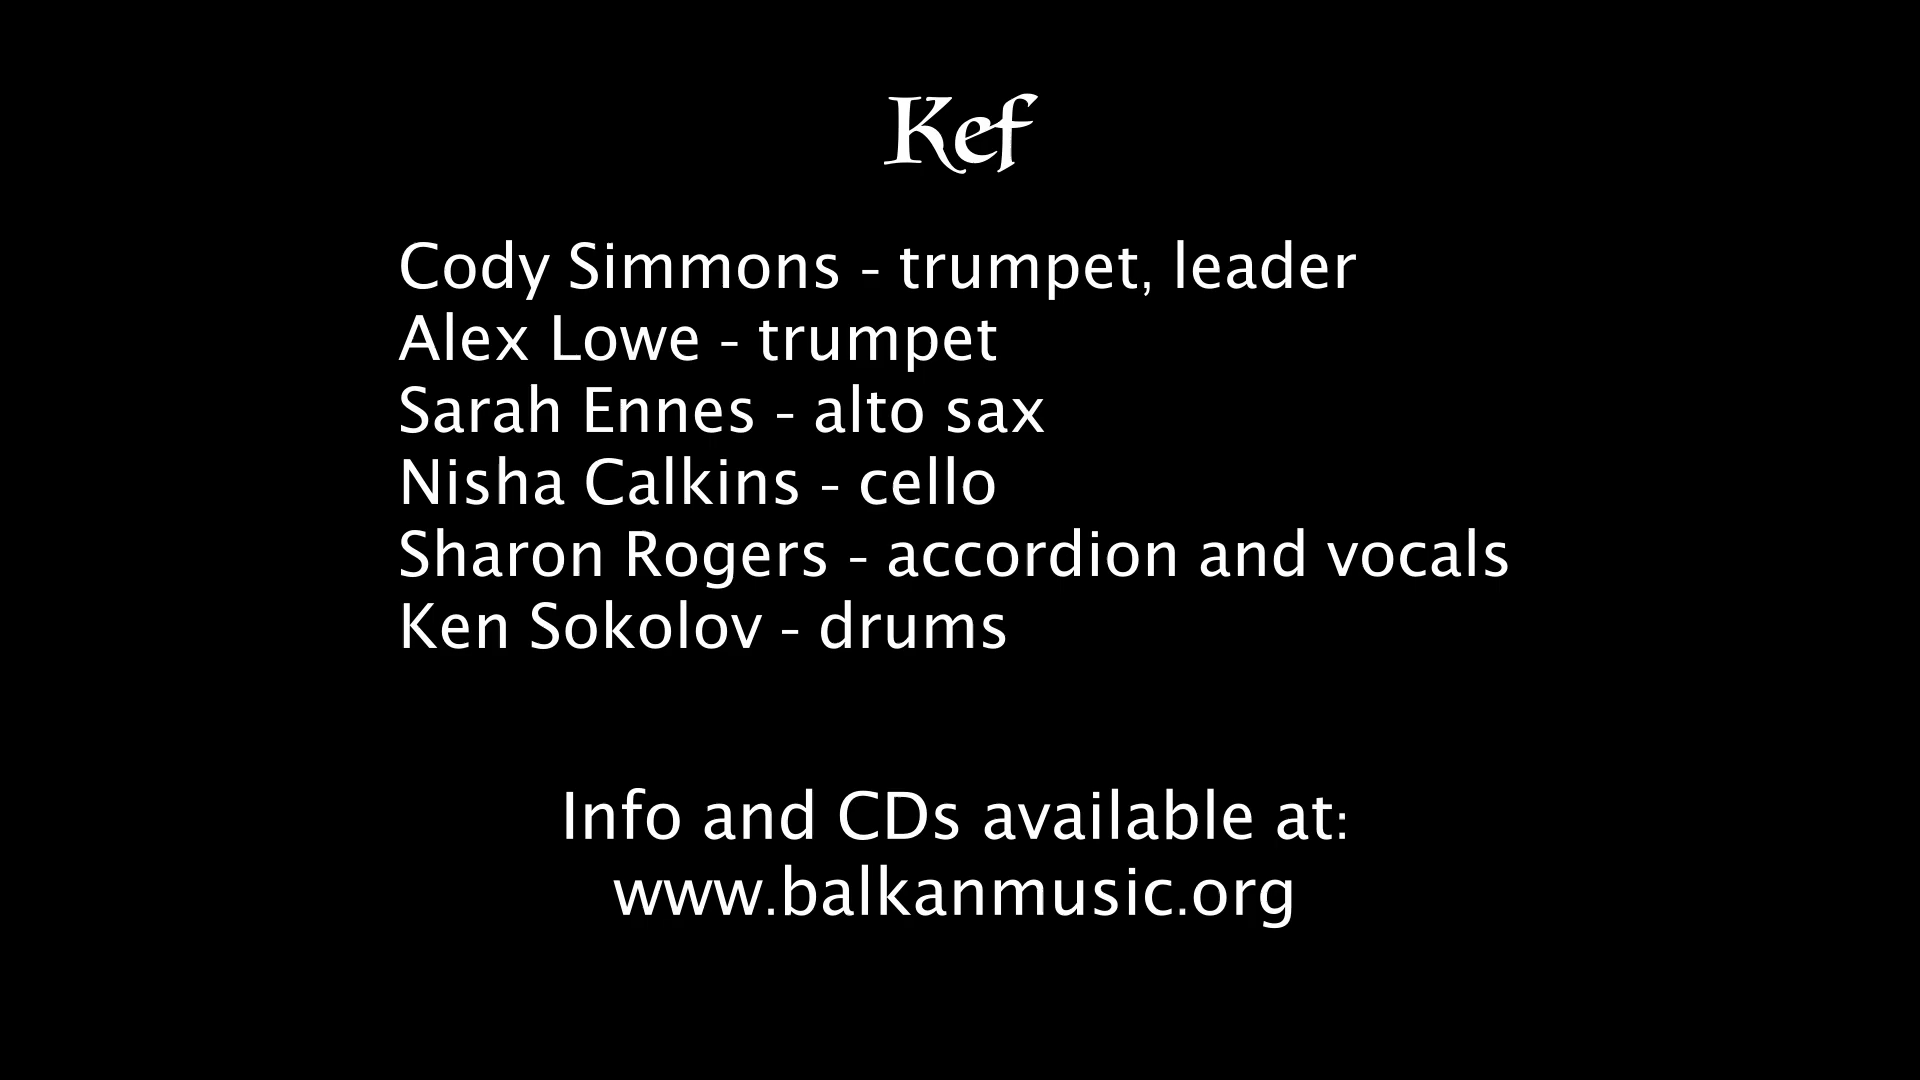 Kef
Cody Simmons - trumpet, leader
Alex Lowe - trumpet
Sarah Ennes - alto sax
Nisha Calkins - cello
Sharon Rogers - accordion and vocals
Ken Sokolov - drums
Info and CDs available at:
www.balkanmusic.org